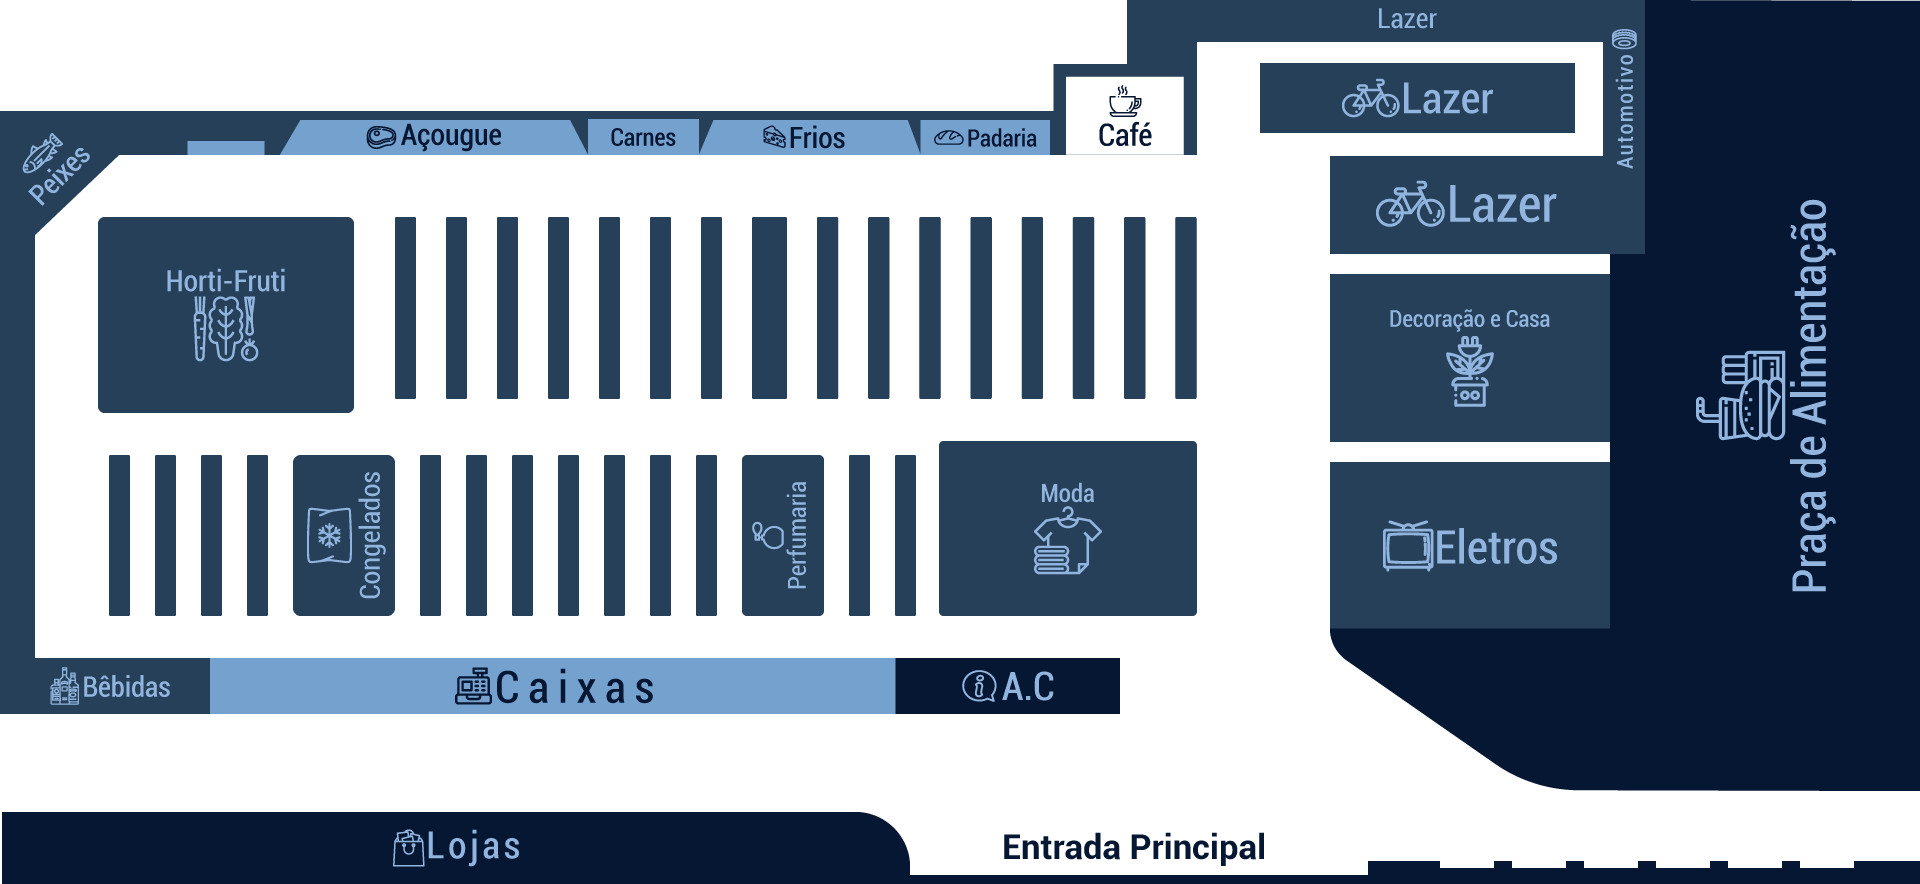 Lazer
Automotivo
Lazer
Peixes
Açougue
Carnes
Frios
Padaria
Café
Lazer
Horti-Fruti
Decoração e Casa
Praça de Alimentação
Congelados
Perfumaria
Moda
Eletros
Bêbidas
Caixas
A.C
Lojas
Entrada Principal